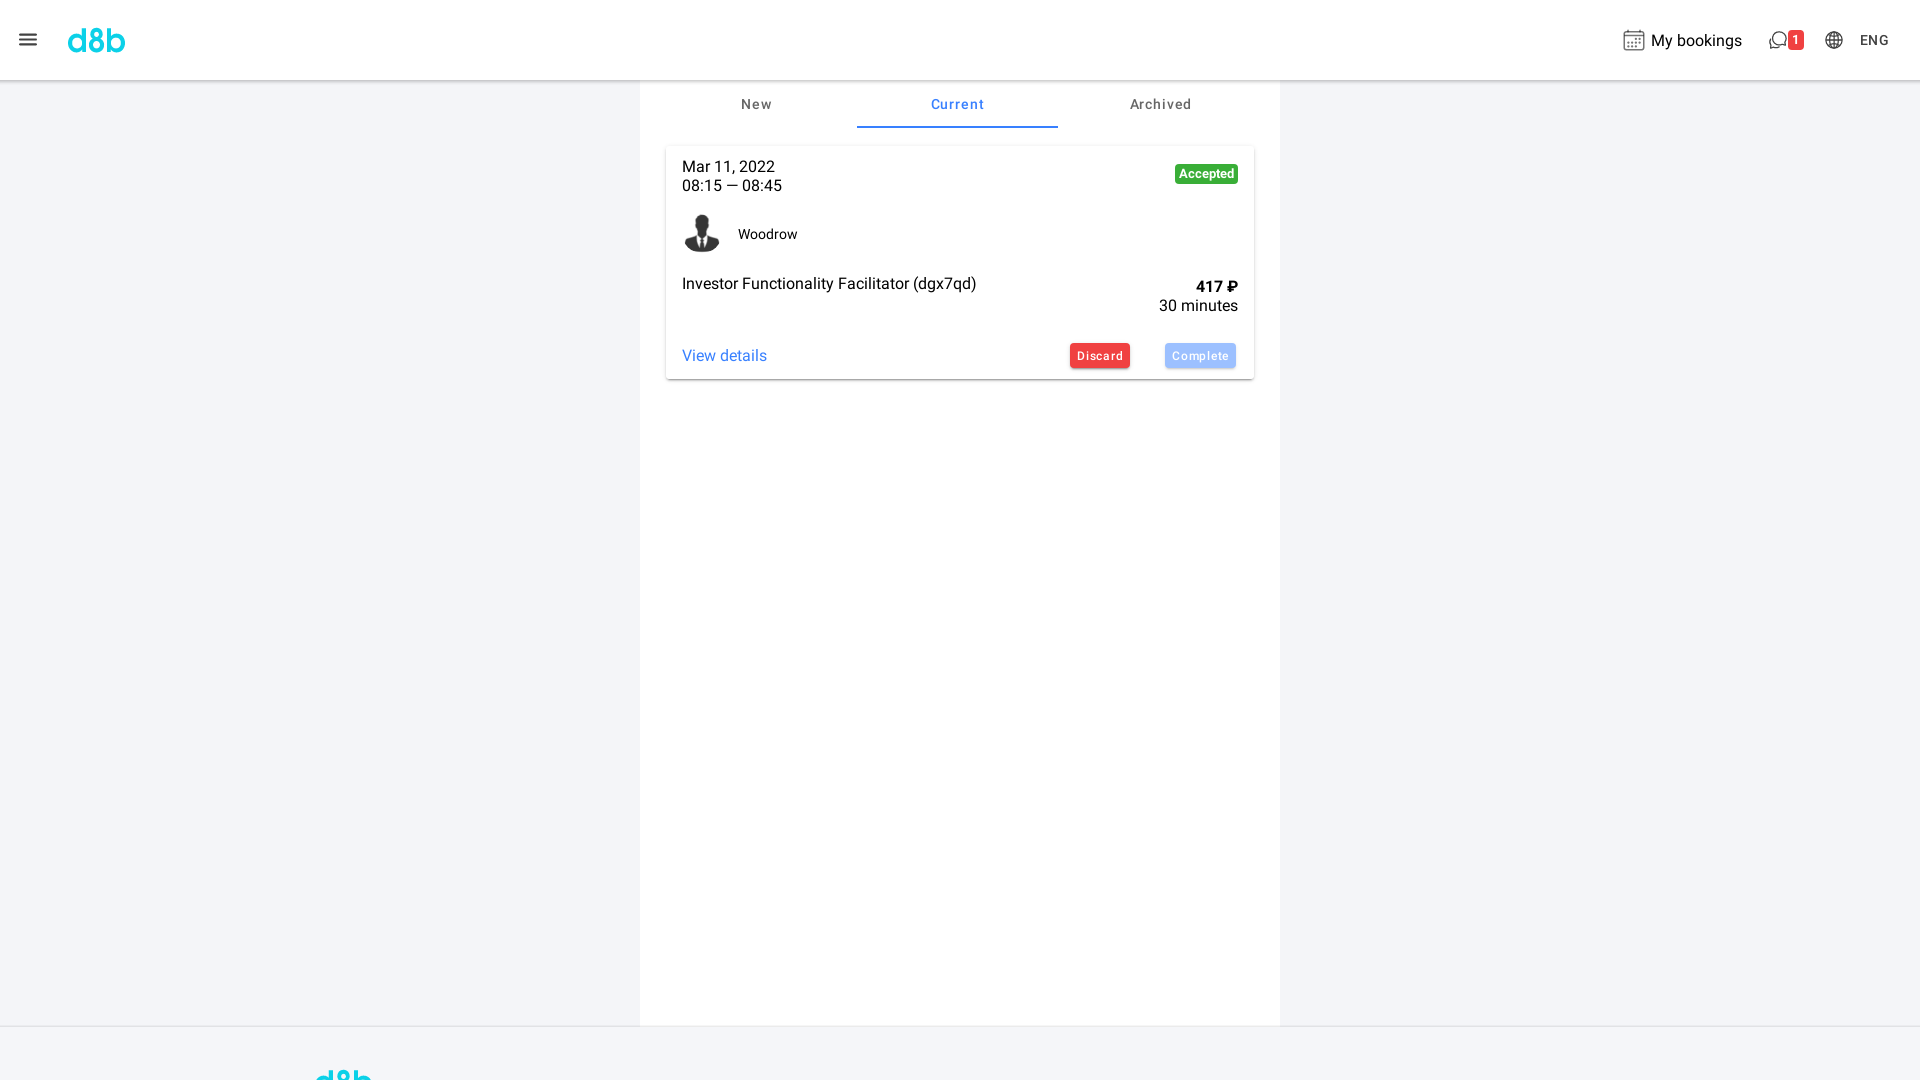 d8b
My bookings
1
ENG
New
Current
Archived
Mar 11, 2022
08:15 — 08:45
Accepted
Woodrow
Investor Functionality Facilitator (dgx7qd)
417 ₽
30 minutes
View details
Discard
Complete
d8b